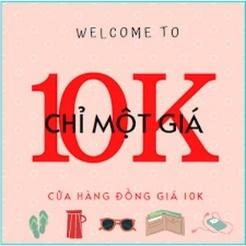 WELCOME TO
10K
CHỈ MỘT GIÁ
CỬA HÀNG ĐỒNG GIÁ 10K